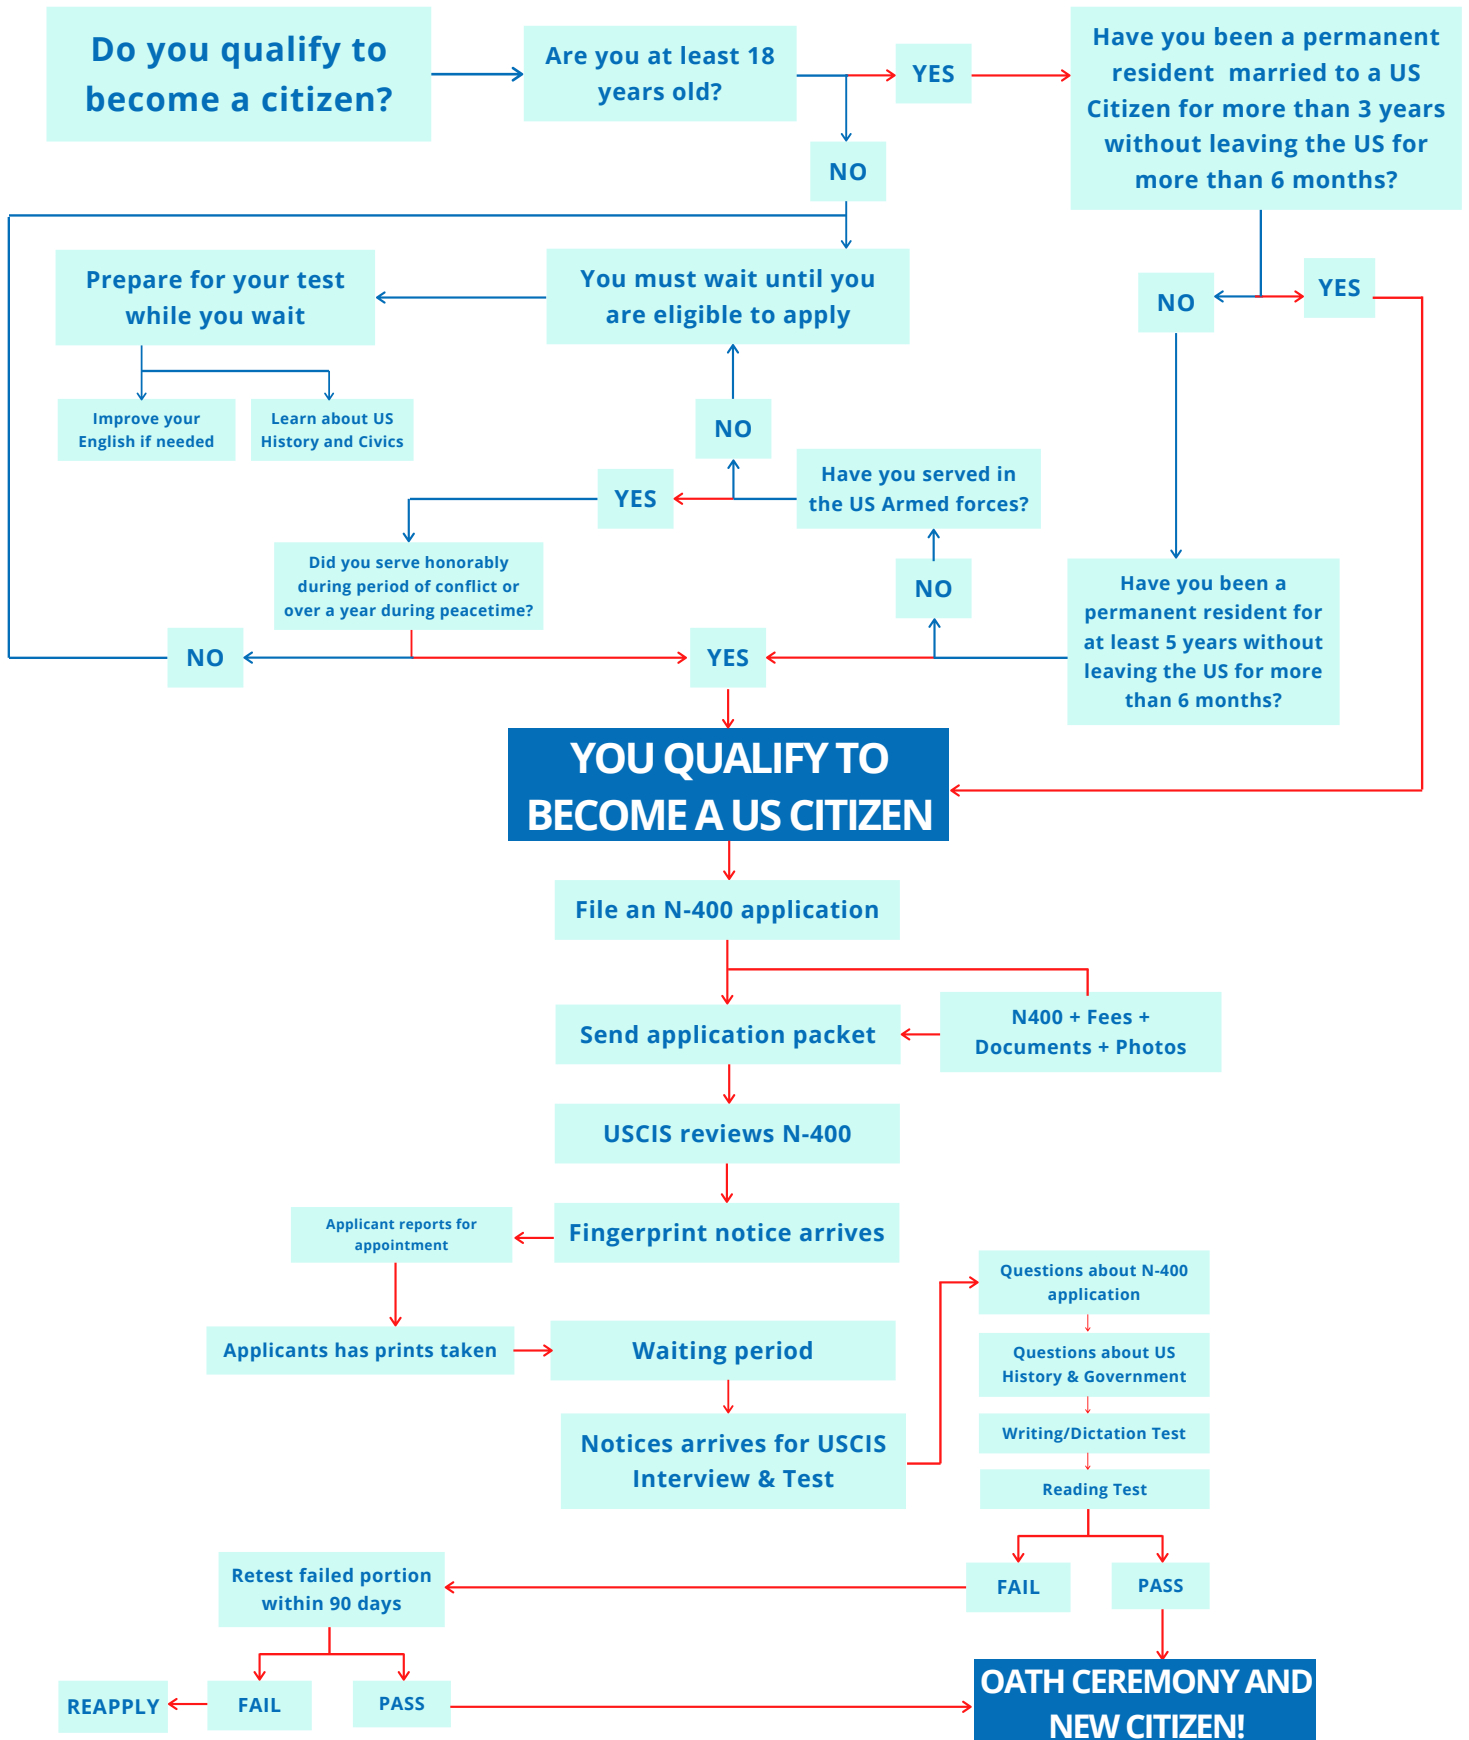 Do you qualify to
become a citizen?
Are you at least 18
years old?
YES
Have you been a permanent
resident married to a US
Citizen for more than 3 years
without leaving the US for
more than 6 months?
NO
You must wait until you
are eligible to apply
Prepare for your test
while you wait
Improve your
English if needed
Learn about US
History and Civics
NO
YES
NO
YES
Have you served in
the US Armed forces?
Did you serve honorably
during period of conflict or
over a year during peacetime?
NO
Have you been a
permanent resident for
at least 5 years without
leaving the US for more
than 6 months?
NO
YES
YOU QUALIFY TO
BECOME A US CITIZEN
File an N-400 application
Send application packet
N400 + Fees +
Documents + Photos
USCIS reviews N-400
Fingerprint notice arrives
Applicant reports for
appointment
Applicants has prints taken
Waiting period
Notices arrives for USCIS
Interview & Test
Questions about N-400
application
Questions about US
History & Government
Writing/Dictation Test
Reading Test
FAIL
PASS
Retest failed portion
within 90 days
REAPPLY
FAIL
PASS
OATH CEREMONY AND
NEW CITIZEN!